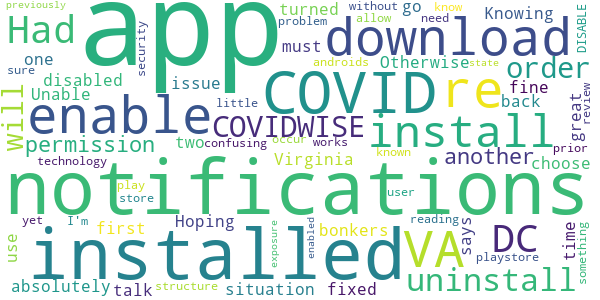 previously
app
security
turned
without
go
know
Knowing
Had
problem
allow
need
download
DISABLE
one
must
androids
Otherwise
order
sure
disabled
issue
COVID
re
fine
review
Will
Unable
enable
little
two
back
great
permission
COVIDWISE
install
another
prior
technology
confusing
occur
works
known
Virginia
choose
notifications
play
user
yet
store
I'm
first
Hoping
bonkers
enabled
exposure
reading
says
DC
time
playstore
something
use
installed
VA
uninstall
absolutely
talk
structure
situation
fixed
state